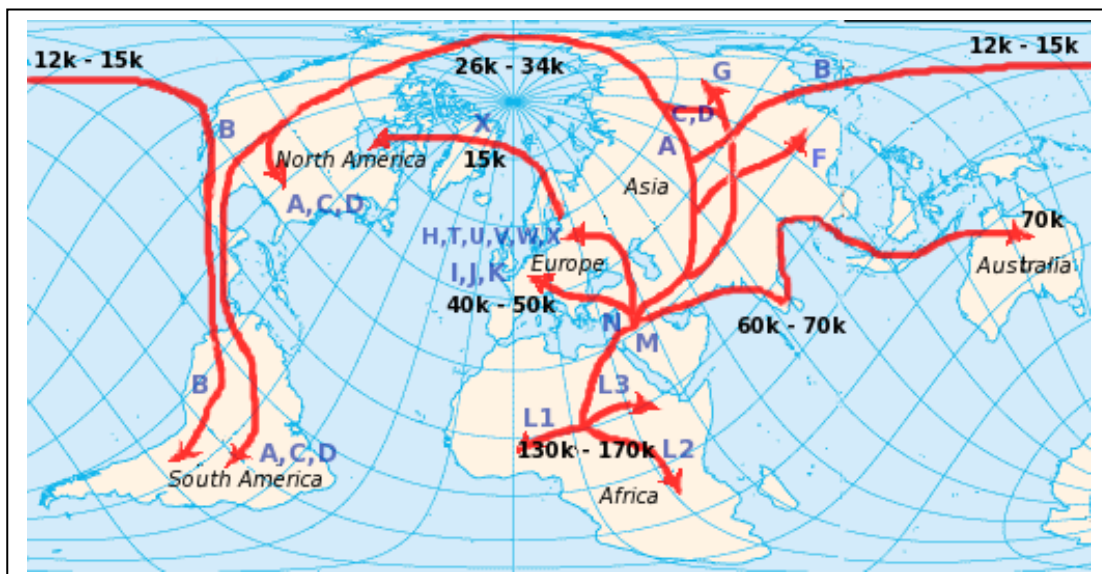 12k - 15k
12k - 15k
26k - 34k
G
B
C,D
B
X
A
North America
15k
F
Asia
A,C,D
70k
H,T,U,V,W,X
Europe
Australia
I,J,K
40k - 50k
N
60k - 70k
M
B
L3
L1
130k - 170k
L2
A,C,D
South America
Africa